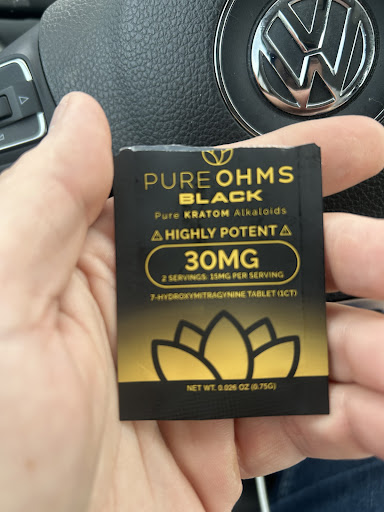 PURE OHMS
BLACK
Pure KRATOM Alkaloids
⚠HIGHLY POTENT⚠
30MG
2 SERVINGS: 15MG PER SERVING
7-HYDROXYMITRAGYNINE TABLET (1CT)
NET WT. 0.026 OZ (0.75G)